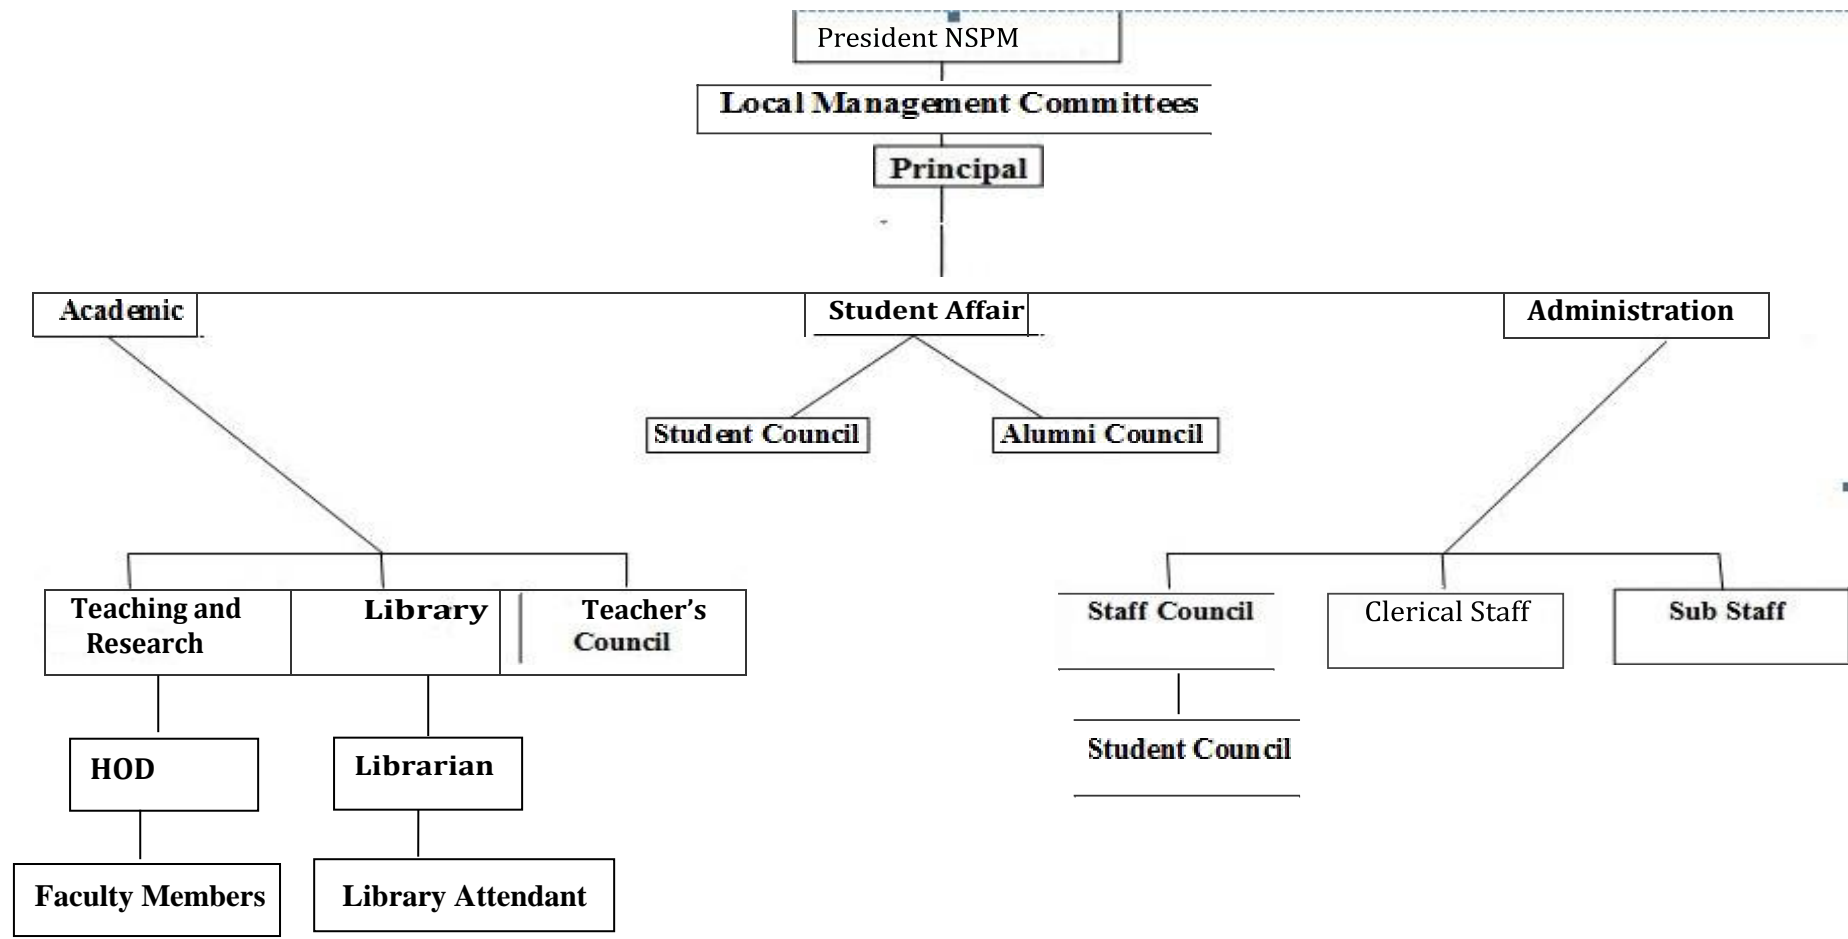 President NSPM
Local Management Committees
Principal
Academic
Student Affair
Administration
Student Council
Alumni Council
Teaching and
Research
Library
Teacher’s
Council
Staff Council
Clerical Staff
Sub Staff
HOD
Librarian
Student Council
Faculty Members
Library Attendant